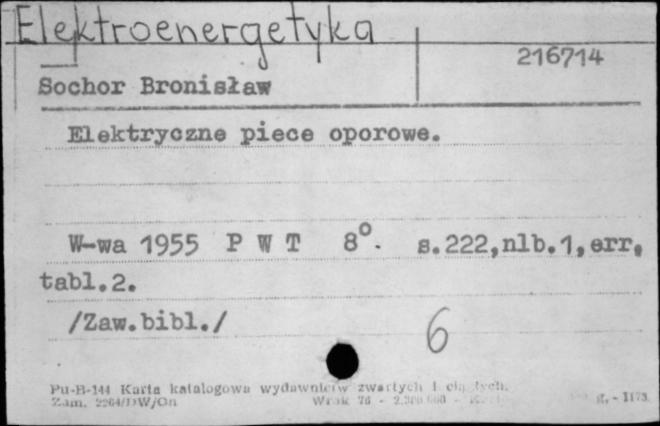 Elektroenergetyka
216714
Sochor Bronisław
Elektryczne piece oporowe.
W-wa 1955 P W T 8°. s.222,nlb.1,err,
tabl.2.
/Zaw.bibl./
6
Pu-B-144 Karta katalogowa wydawnictw zwartych i
Zam.